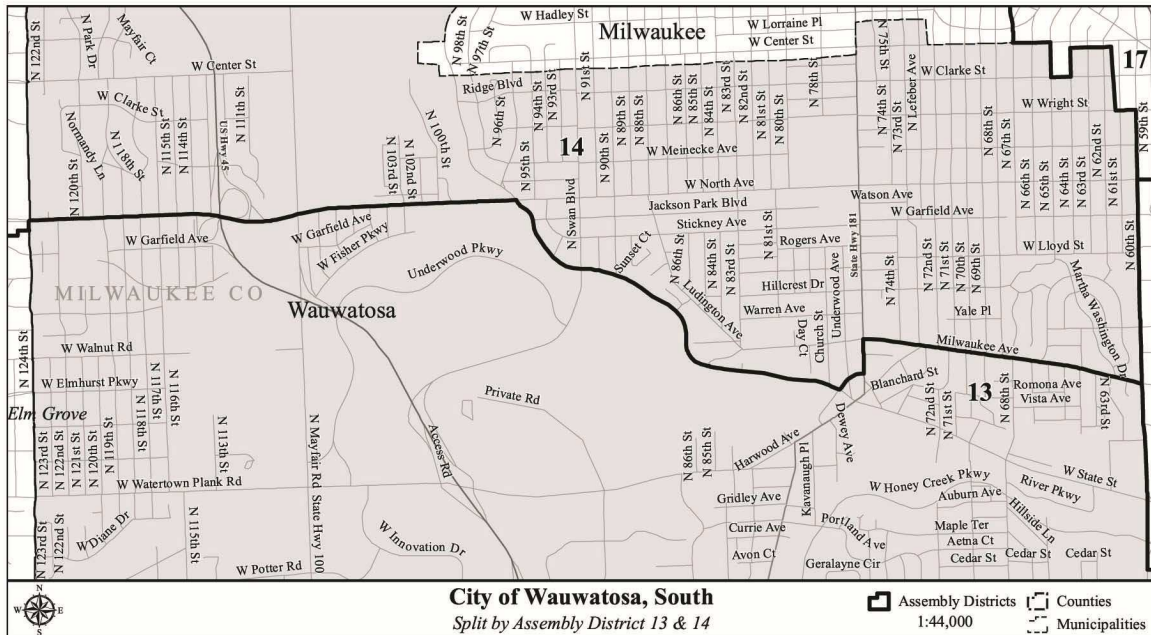 N 122nd St
N Park Dr
Mayfair Ct
W Center St
W Clarke St
Normandy Ln
N 118th St
N 120th St
N 115th St
N 114th St
US Hwy 45
N 111th St
N 98th St
N 97th St
W Hadley St
Milwaukee
W Lorraine Pl
W Center St
Ridge Blvd
N 100th St
N 103rd St
N 102nd St
N 96th St
N 95th St
N 94th St
N 93rd St
N 91st St
14
N 90th St
N 89th St
N 88th St
N 86th St
N 85th St
N 84th St
N 83rd St
N 82nd St
N 81st St
N 80th St
N 78th St
N 75th St
N 74th St
N 73rd St
N Lefeber Ave
W Clarke St
17
W Wright St
N 59th St
N 68th St
N 67th St
N 66th St
N 65th St
N 64th St
N 63rd St
N 62nd St
N 61st St
W Meinecke Ave
W North Ave
Watson Ave
W Garfield Ave
Jackson Park Blvd
Stickney Ave
N Swan Blvd
W Garfield Ave
W Garfield Ave
W Fisher Pkwy
Underwood Pkwy
Sunset Ct
N 86th St
N 84th St
N 83rd St
N 81st St
Rogers Ave
State Hwy 181
N 74th St
N 72nd St
N 71st St
N 70th St
N 69th St
W Lloyd St
N 60th St
MILWAUKEE CO
Wauwatosa
Ludington Ave
Hillcrest Dr
Warren Ave
Day Ct
Church St
Underwood Ave
Yale Pl
Martha Washington Dr
Milwaukee Ave
N 124th St
W Walnut Rd
W Elmhurst Pkwy
Elm Grove
N 117th St
N 116th St
N 118th St
N 123rd St
N 122nd St
N 121st St
N 120th St
N 119th St
N 113th St
N Mayfair Rd
State Hwy 100
Access Rd
Private Rd
Blanchard St
13
N 72nd St
N 71st St
N 68th St
Romona Ave
Vista Ave
N 63rd St
Dewey Ave
Harwood Ave
N 86th St
N 85th St
Kavanaugh Pl
W State St
W Watertown Plank Rd
Gridley Ave
W Honey Creek Pkwy
River Pkwy
Auburn Ave
Hillside Ln
N 123rd St
N 122nd St
W Diane Dr
N 115th St
W Innovation Dr
Currie Ave
Portland Ave
Maple Ter
Aetna Ct
Avon Ct
Geralayne Cir
Cedar St
Cedar St
Cedar St
W Potter Rd
N
W
E
S
City of Wauwatosa, South
Split by Assembly District 13 & 14
Assembly Districts
1:44,000
Counties
Municipalities